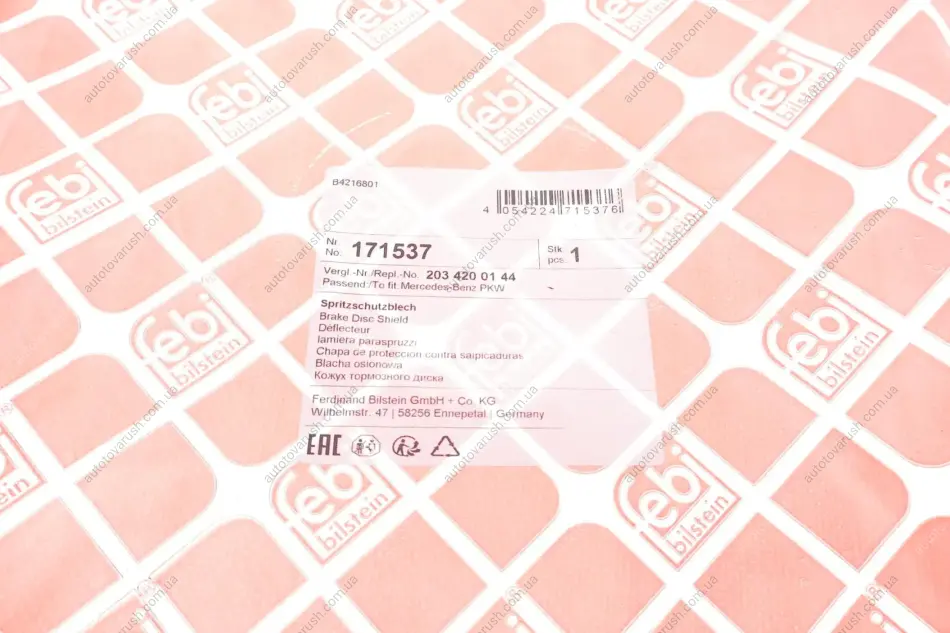 B4216801
4 054224 715376
Nr.
No.: 171537
Stk.
pcs. 1
Vergl.-Nr./Repl.-No. 203 420 01 44
Passend:/To fit: Mercedes-Benz PKW
Spritzschutzblech
Brake Disc Shield
Déflecteur
lamiera paraspruzzi
Chapa de protección contra salpicaduras
Blacha osłonowa
Кожух тормозного диска
Ferdinand Bilstein GmbH + Co. KG
Wilhelmstr. 47 | 58256 Ennepetal | Germany
EAC
febi
bilstein
autotovarush.com.ua